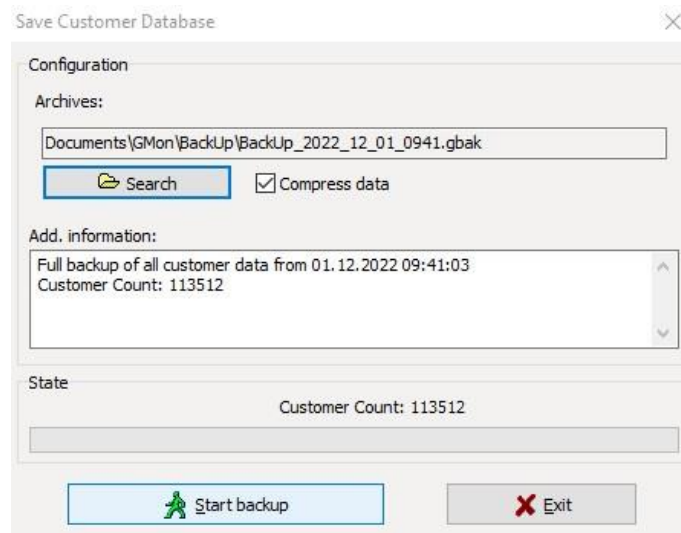 Save Customer Database
Configuration
Archives:
Documents\GMon\BackUp\BackUp_2022_12_01_0941.gbak
Search
Compress data
Add. information:
Full backup of all customer data from 01.12.2022 09:41:03
Customer Count: 113512
State
Customer Count: 113512
Start backup
Exit